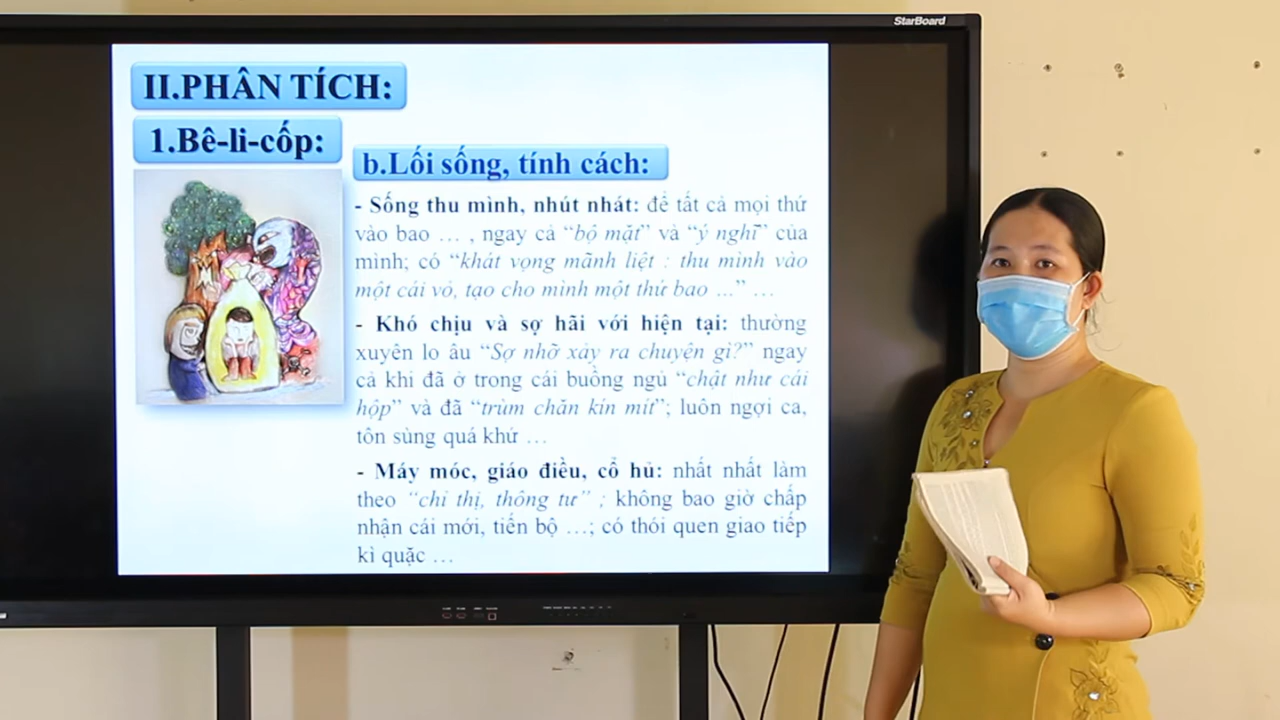 StarBoard
II.PHÂN TÍCH:
1.Bê-li-cốp:
b.Lối sống, tính cách:
- Sống thu mình, nhút nhát: để tất cả mọi thứ
vào bao … , ngay cả “bộ mặt” và “ý nghĩ” của
mình; có “khát vọng mãnh liệt : thu mình vào
một cái vỏ, tạo cho mình một thứ bao ...” …
- Khó chịu và sợ hãi với hiện tại: thường
xuyên lo âu “Sợ nhỡ xảy ra chuyện gì?” ngay
cả khi đã ở trong cái buồng ngủ “chật như cái
hộp” và đã “trùm chăn kín mít”; luôn ngợi ca,
tôn sùng quá khứ …
- Máy móc, giáo điều, cổ hủ: nhất nhất làm
theo “chỉ thị, thông tư” ; không bao giờ chấp
nhận cái mới, tiến bộ …; có thói quen giao tiếp
kì quặc …